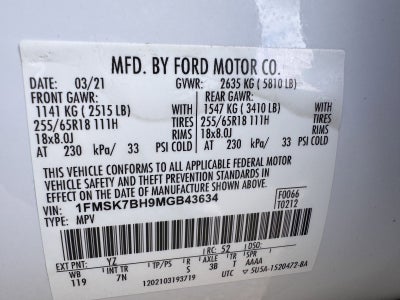 MFD. BY FORD MOTOR CO.
DATE: 03/21 GVWR: 2635 KG ( 5810 LB)
FRONT GAWR: REAR GAWR:
1141 KG ( 2515 LB) WITH 1547 KG ( 3410 LB) WITH
255/65R18 111H TIRES 255/65R18 111H TIRES
18x8.0J RIMS 18x8.0J RIMS
AT 230 kPa/ 33 PSI COLD AT 230 kPa/ 33 PSI COLD
THIS VEHICLE CONFORMS TO ALL APPLICABLE FEDERAL MOTOR
VEHICLE SAFETY AND THEFT PREVENTION STANDARDS IN
EFFECT ON THE DATE OF MANUFACTURE SHOWN ABOVE.
VIN: 1FMSK7BH9MGB43634 F0066
TYPE: MPV T0212
EXT PNT: YZ RC: 52 DSO:
WB INT TR TP/PS R AXLE TR SPR
119 7N S 3B T AAAA
1202103193719 UTC 5U5A-1520472-BA